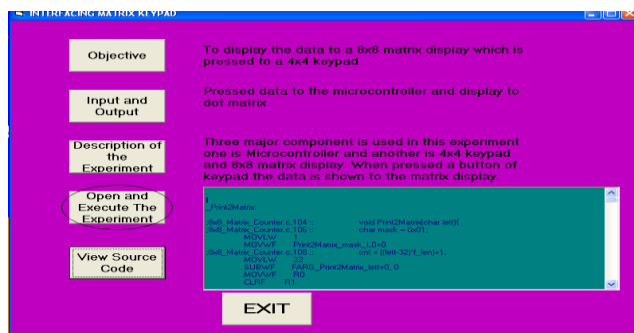 INTERFACING MATRIX KEYPAD
Objective
To display the data to a 8x8 matrix display which is
pressed to a 4x4 keypad
Input and
Output
Pressed data to the microcontroller and display to
dot matrix
Description of
the
Experiment
Three major component is used in this experiment
one is Microcontroller and another is 4x4 keypad
and 8x8 matrix display. When pressed a button of
keypad the data is shown to the matrix display.
Open and
Execute The
Experiment
_Print2Matrix:
;8x8_Matrix_Counter.c,104 :: void Print2Matrix(char lett){
;8x8_Matrix_Counter.c,106 :: char mask = 0x01;
MOVLW 1
MOVWF Print2Matrix_mask_L0+0
;8x8_Matrix_Counter.c,108 :: cnt = [(lett-32)*f_len]+1;
MOVLW 32
SUBWF FARG_Print2Matrix_lett+0, 0
MOVWF R0
CLRF R1
View Source
Code
EXIT